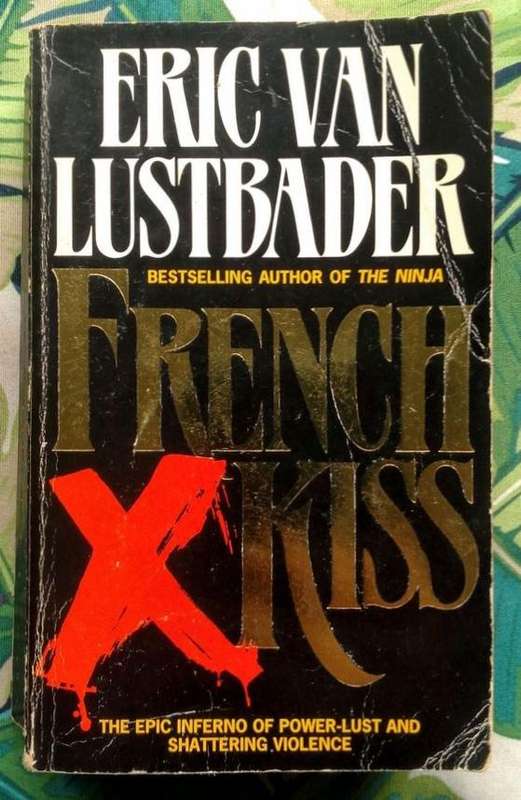 ERIC VAN
LUSTBADER
BESTSELLING AUTHOR OF THE NINJA
FRENCH
X KISS
THE EPIC INFERNO OF POWER-LUST AND
SHATTERING VIOLENCE